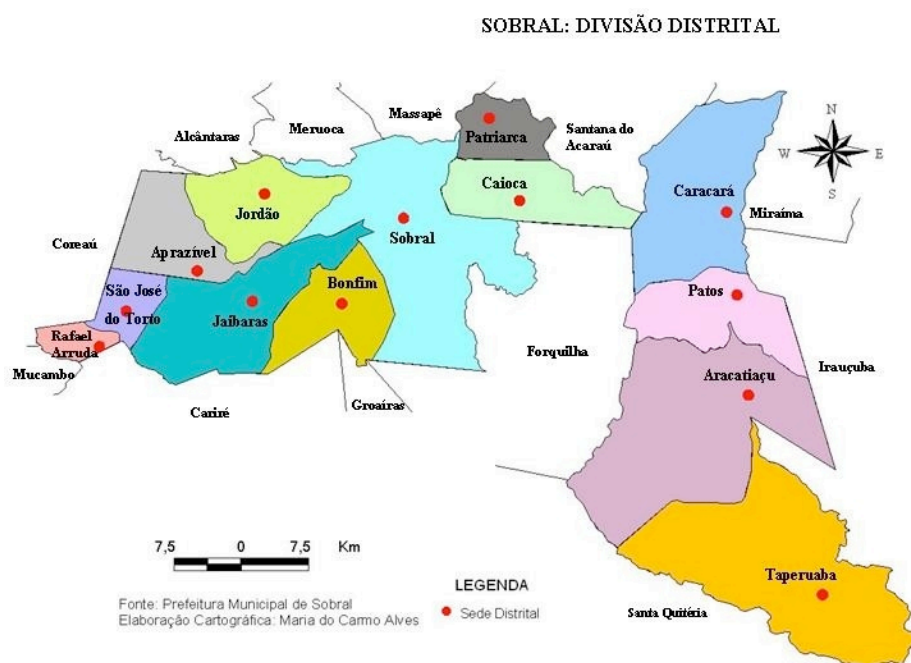 SOBRAL: DIVISÃO DISTRITAL
Massapê
Meruoca
Alcântaras
Patriarca
Santana do
Acaraú
N
W
E
S
Caioca
Caracará
Miraíma
Jordão
Sobral
Coreaú
Aprazível
São José
do Torto
Jaibaras
Bonfim
Patos
Rafael
Arruda
Mucambo
Forquilha
Irauçuba
Aracatiaçu
Cariré
Groaíras
7,5 0 7,5 Km
Taperuaba
LEGENDA
Sede Distrital
Santa Quitéria
Fonte: Prefeitura Municipal de Sobral
Elaboração Cartográfica: Maria do Carmo Alves